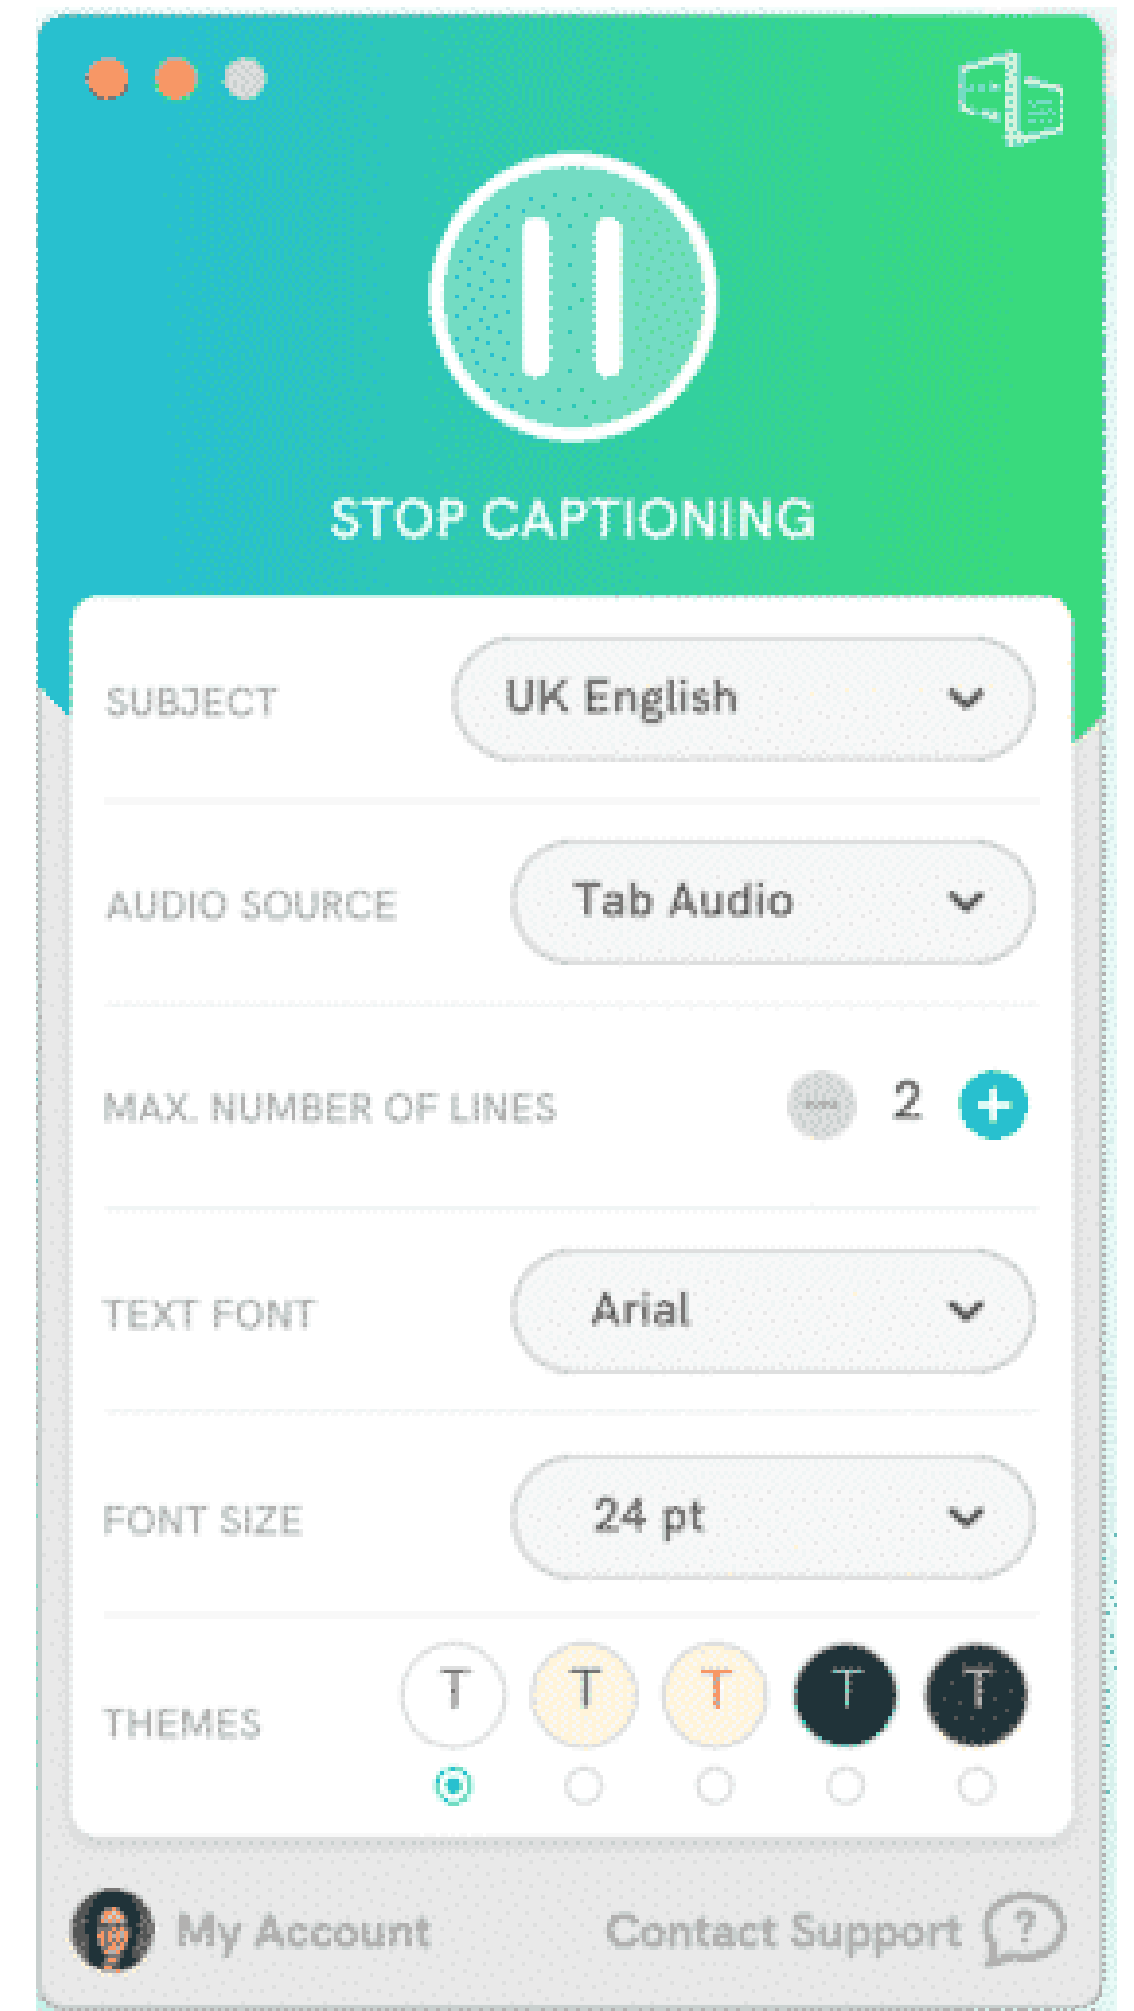 STOP CAPTIONING
SUBJECT UK English
AUDIO SOURCE Tab Audio
MAX. NUMBER OF LINES 2
TEXT FONT Arial
FONT SIZE 24 pt
T T T T T
THEMES
My Account Contact Support ?